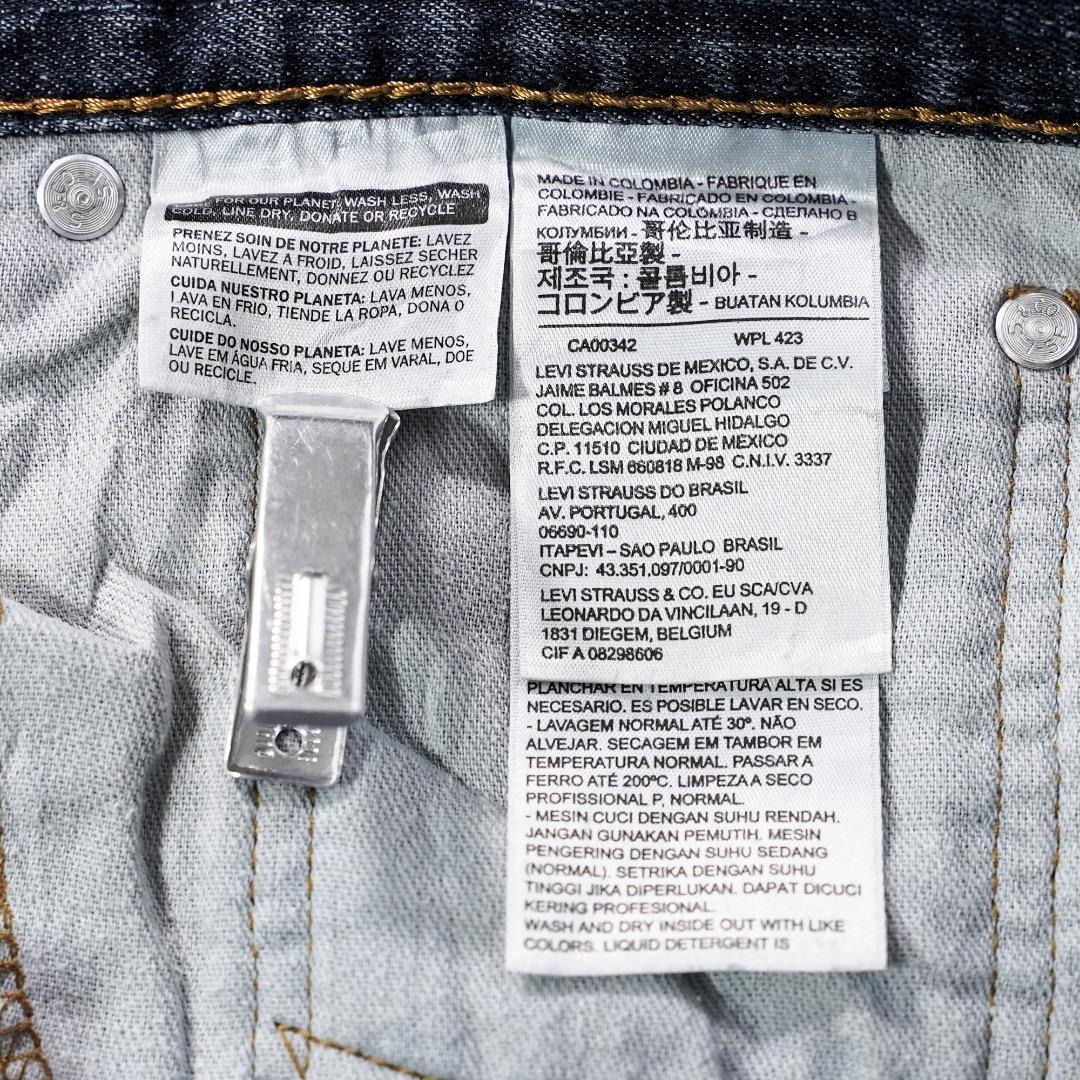 FOR OUR PLANET: WASH LESS, WASH
COLD, LINE DRY, DONATE OR RECYCLE
PRENEZ SOIN DE NOTRE PLANETE: LAVEZ
MOINS, LAVEZ A FROID, LAISSEZ SECHER
NATURELLEMENT, DONNEZ OU RECYCLEZ
CUIDA NUESTRO PLANETA: LAVA MENOS,
LAVA EN FRIO, TIENDE LA ROPA, DONA O
RECICLA.
CUIDE DO NOSSO PLANETA: LAVE MENOS,
LAVE EM ÁGUA FRIA, SEQUE EM VARAL, DOE
OU RECICLE.
MADE IN COLOMBIA - FABRIQUE EN
COLOMBIE - FABRICADO EN COLOMBIA -
FABRICADO NA COLOMBIA - СДЕЛАНО В
КОЛУМБИИ - 哥伦比亚制造 -
哥倫比亞製 -
제조국 : 콜롬비아 -
コロンビア製 - BUATAN KOLUMBIA
CA00342 WPL 423
LEVI STRAUSS DE MEXICO, S.A. DE C.V.
JAIME BALMES # 8 OFICINA 502
COL. LOS MORALES POLANCO
DELEGACION MIGUEL HIDALGO
C.P. 11510 CIUDAD DE MEXICO
R.F.C. LSM 660818 M-98 C.N.I.V. 3337
LEVI STRAUSS DO BRASIL
AV. PORTUGAL, 400
06690-110
ITAPEVI – SAO PAULO BRASIL
CNPJ: 43.351.097/0001-90
LEVI STRAUSS & CO. EU SCA/CVA
LEONARDO DA VINCILAAN, 19 - D
1831 DIEGEM, BELGIUM
CIF A 08298606
PLANCHAR EN TEMPERATURA ALTA SI ES
NECESARIO. ES POSIBLE LAVAR EN SECO.
- LAVAGEM NORMAL ATÉ 30º. NÃO
ALVEJAR. SECAGEM EM TAMBOR EM
TEMPERATURA NORMAL. PASSAR A
FERRO ATÉ 200ºC. LIMPEZA A SECO
PROFISSIONAL P, NORMAL.
- MESIN CUCI DENGAN SUHU RENDAH.
JANGAN GUNAKAN PEMUTIH. MESIN
PENGERING DENGAN SUHU SEDANG
(NORMAL). SETRIKA DENGAN SUHU
TINGGI JIKA DIPERLUKAN. DAPAT DICUCI
KERING PROFESIONAL.
WASH AND DRY INSIDE OUT WITH LIKE
COLORS. LIQUID DETERGENT IS